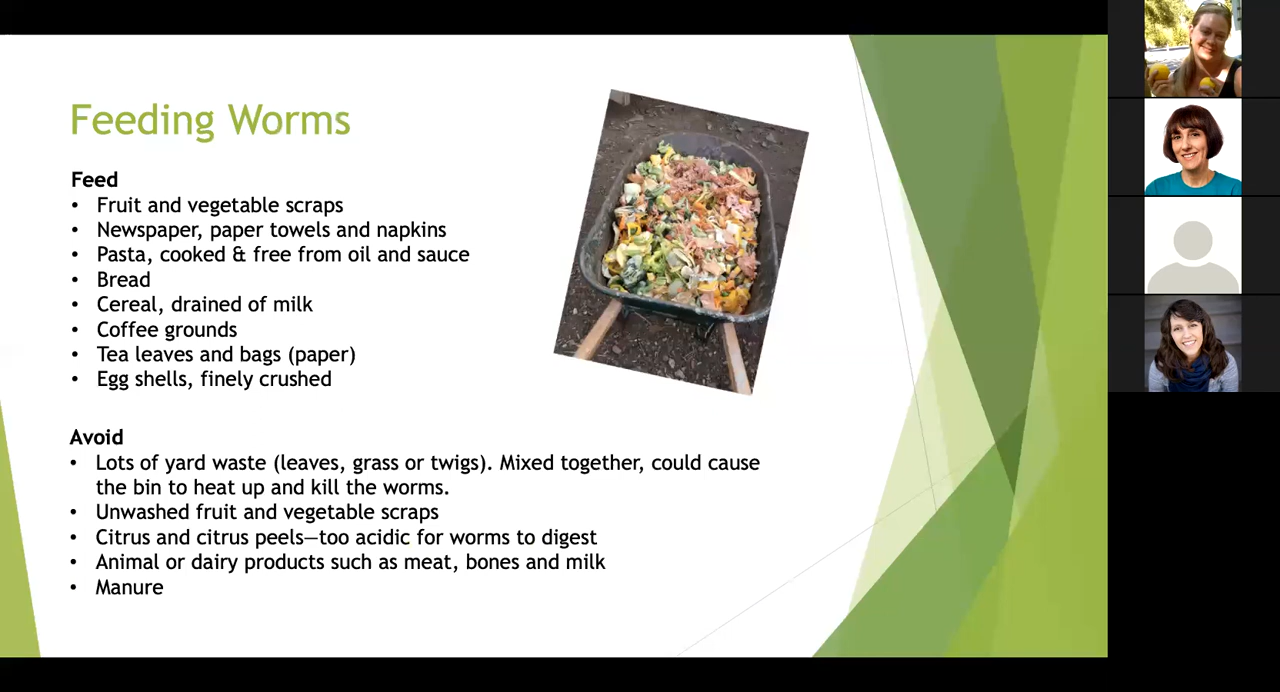 Feeding Worms
Feed
• Fruit and vegetable scraps
• Newspaper, paper towels and napkins
• Pasta, cooked & free from oil and sauce
• Bread
• Cereal, drained of milk
• Coffee grounds
• Tea leaves and bags (paper)
• Egg shells, finely crushed
Avoid
• Lots of yard waste (leaves, grass or twigs). Mixed together, could cause
the bin to heat up and kill the worms.
• Unwashed fruit and vegetable scraps
• Citrus and citrus peels—too acidic for worms to digest
• Animal or dairy products such as meat, bones and milk
• Manure